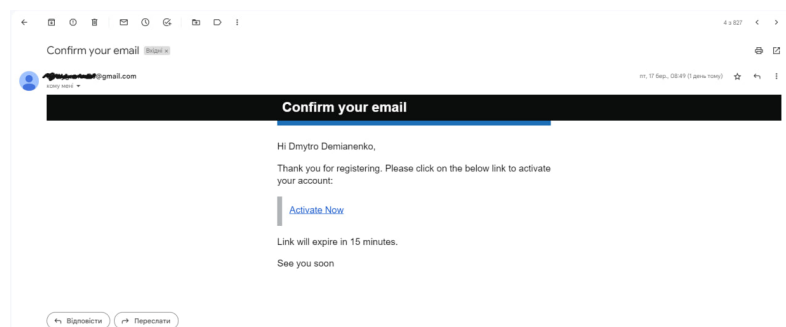 4 з 827
Confirm your email Вхідні ×
@gmail.com
пт, 17 бер., 08:49 (1 день тому)
кому мені
Confirm your email
Hi Dmytro Demianenko,
Thank you for registering. Please click on the below link to activate
your account:
Activate Now
Link will expire in 15 minutes.
See you soon
Відповісти Переслати